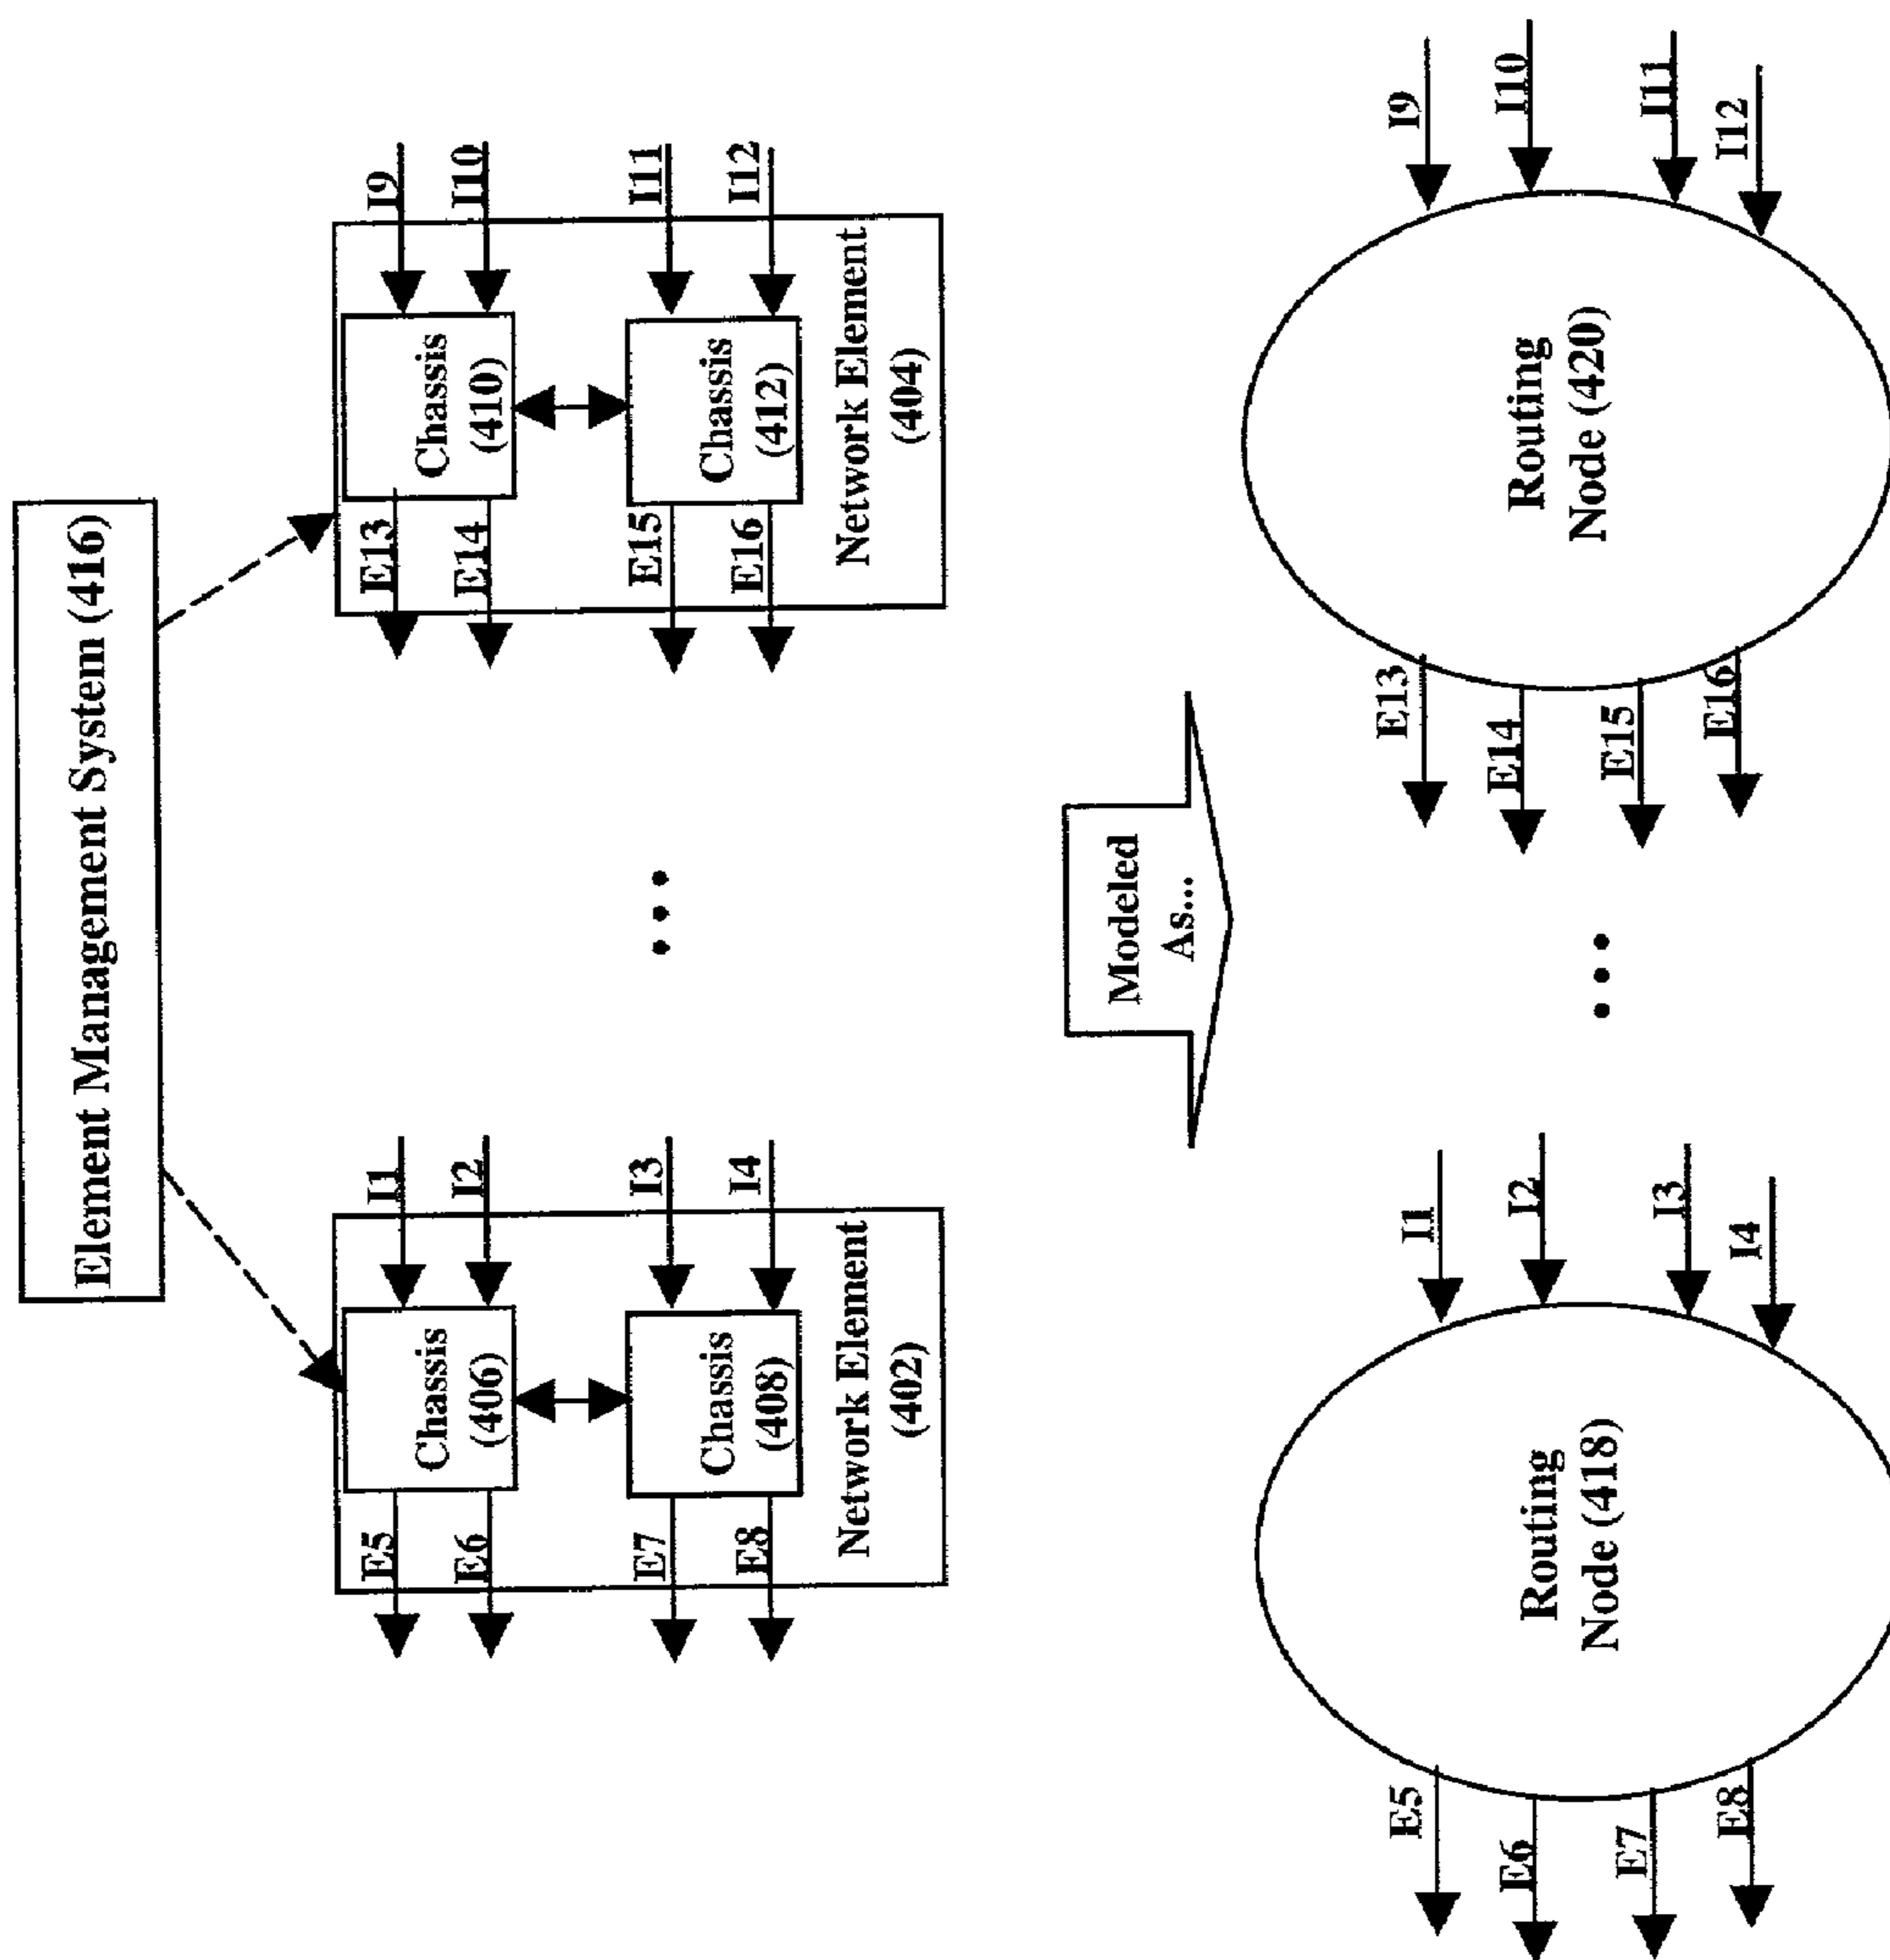 Element Management System (416)
E5
Chassis
(406)
I1
E6
I2
E7
Chassis
(408)
I3
E8
I4
Network Element
(402)
...
E13
Chassis
(410)
I9
E14
I10
E15
Chassis
(412)
I11
E16
I12
Network Element
(404)
Modeled
As...
E5
I1
E6
I2
Routing
Node (418)
E7
I3
E8
I4
...
E13
I9
E14
I10
Routing
Node (420)
E15
I11
E16
I12